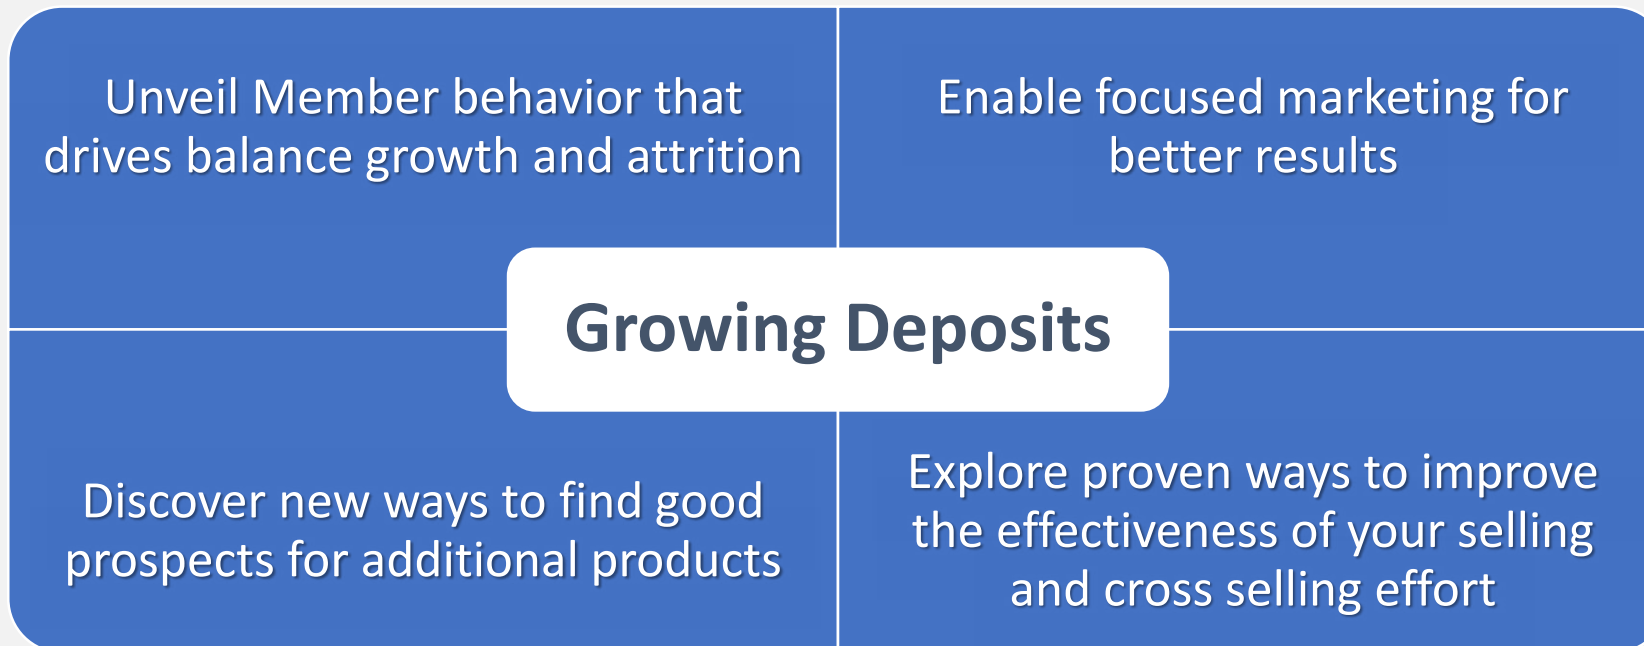 Unveil Member behavior that
drives balance growth and attrition
Enable focused marketing for
better results
Growing Deposits
Discover new ways to find good
prospects for additional products
Explore proven ways to improve
the effectiveness of your selling
and cross selling effort